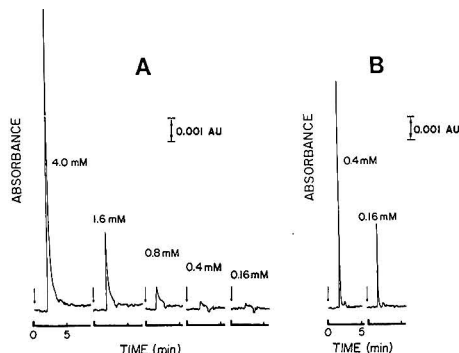 A
B
ABSORBANCE
4.0 mM
1.6 mM
0.8 mM
0.4 mM
0.16 mM
0.001 AU
0 5
TIME (min)
ABSORBANCE
0.4 mM
0.16 mM
0.001 AU
0 5
TIME (min)